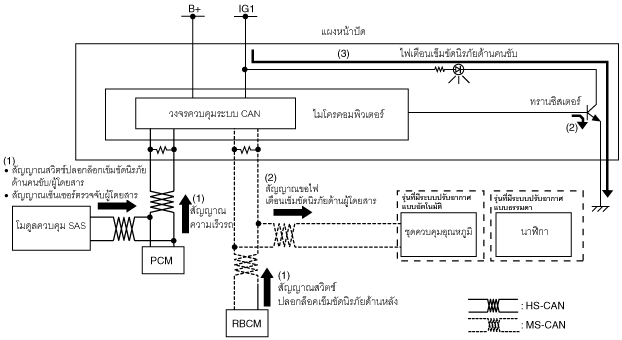 B+
IG1
แผงหน้าปัด
(3)
ไฟเตือนเข็มขัดนิรภัยด้านคนขับ
วงจรควบคุมระบบ CAN
ไมโครคอมพิวเตอร์
ทรานซิสเตอร์
(2)
(1)
• สัญญาณสวิตช์ปลดล็อกเข็มขัดนิรภัย
ด้านคนขับ/ผู้โดยสาร
• สัญญาณเซ็นเซอร์ตรวจจับผู้โดยสาร
(1)
สัญญาณ
ความเร็วรถ
(2)
สัญญาณขอไฟ
เตือนเข็มขัดนิรภัยด้านผู้โดยสาร
รุ่นที่มีระบบปรับอากาศ
แบบอัตโนมัติ
รุ่นที่มีระบบปรับอากาศ
แบบธรรมดา
โมดูลควบคุม SAS
ชุดควบคุมอุณหภูมิ
นาฬิกา
PCM
(1)
สัญญาณสวิตช์
ปลอกล็อคเข็มขัดนิรภัยด้านหลัง
RBCM
: HS-CAN
: MS-CAN